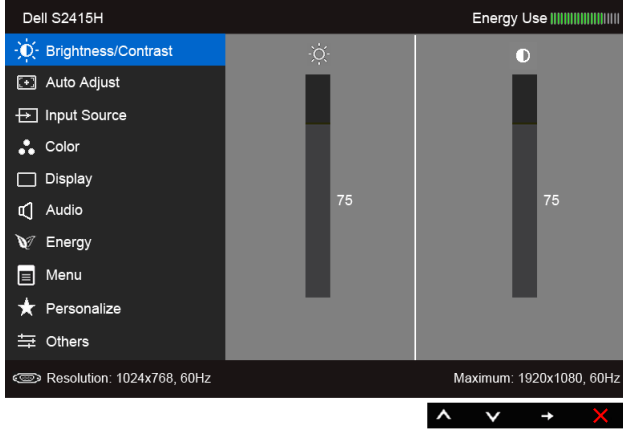 Dell S2415H
Energy Use
Brightness/Contrast
Auto Adjust
Input Source
Color
Display
Audio
Energy
Menu
Personalize
Others
75
75
Resolution: 1024x768, 60Hz
Maximum: 1920x1080, 60Hz